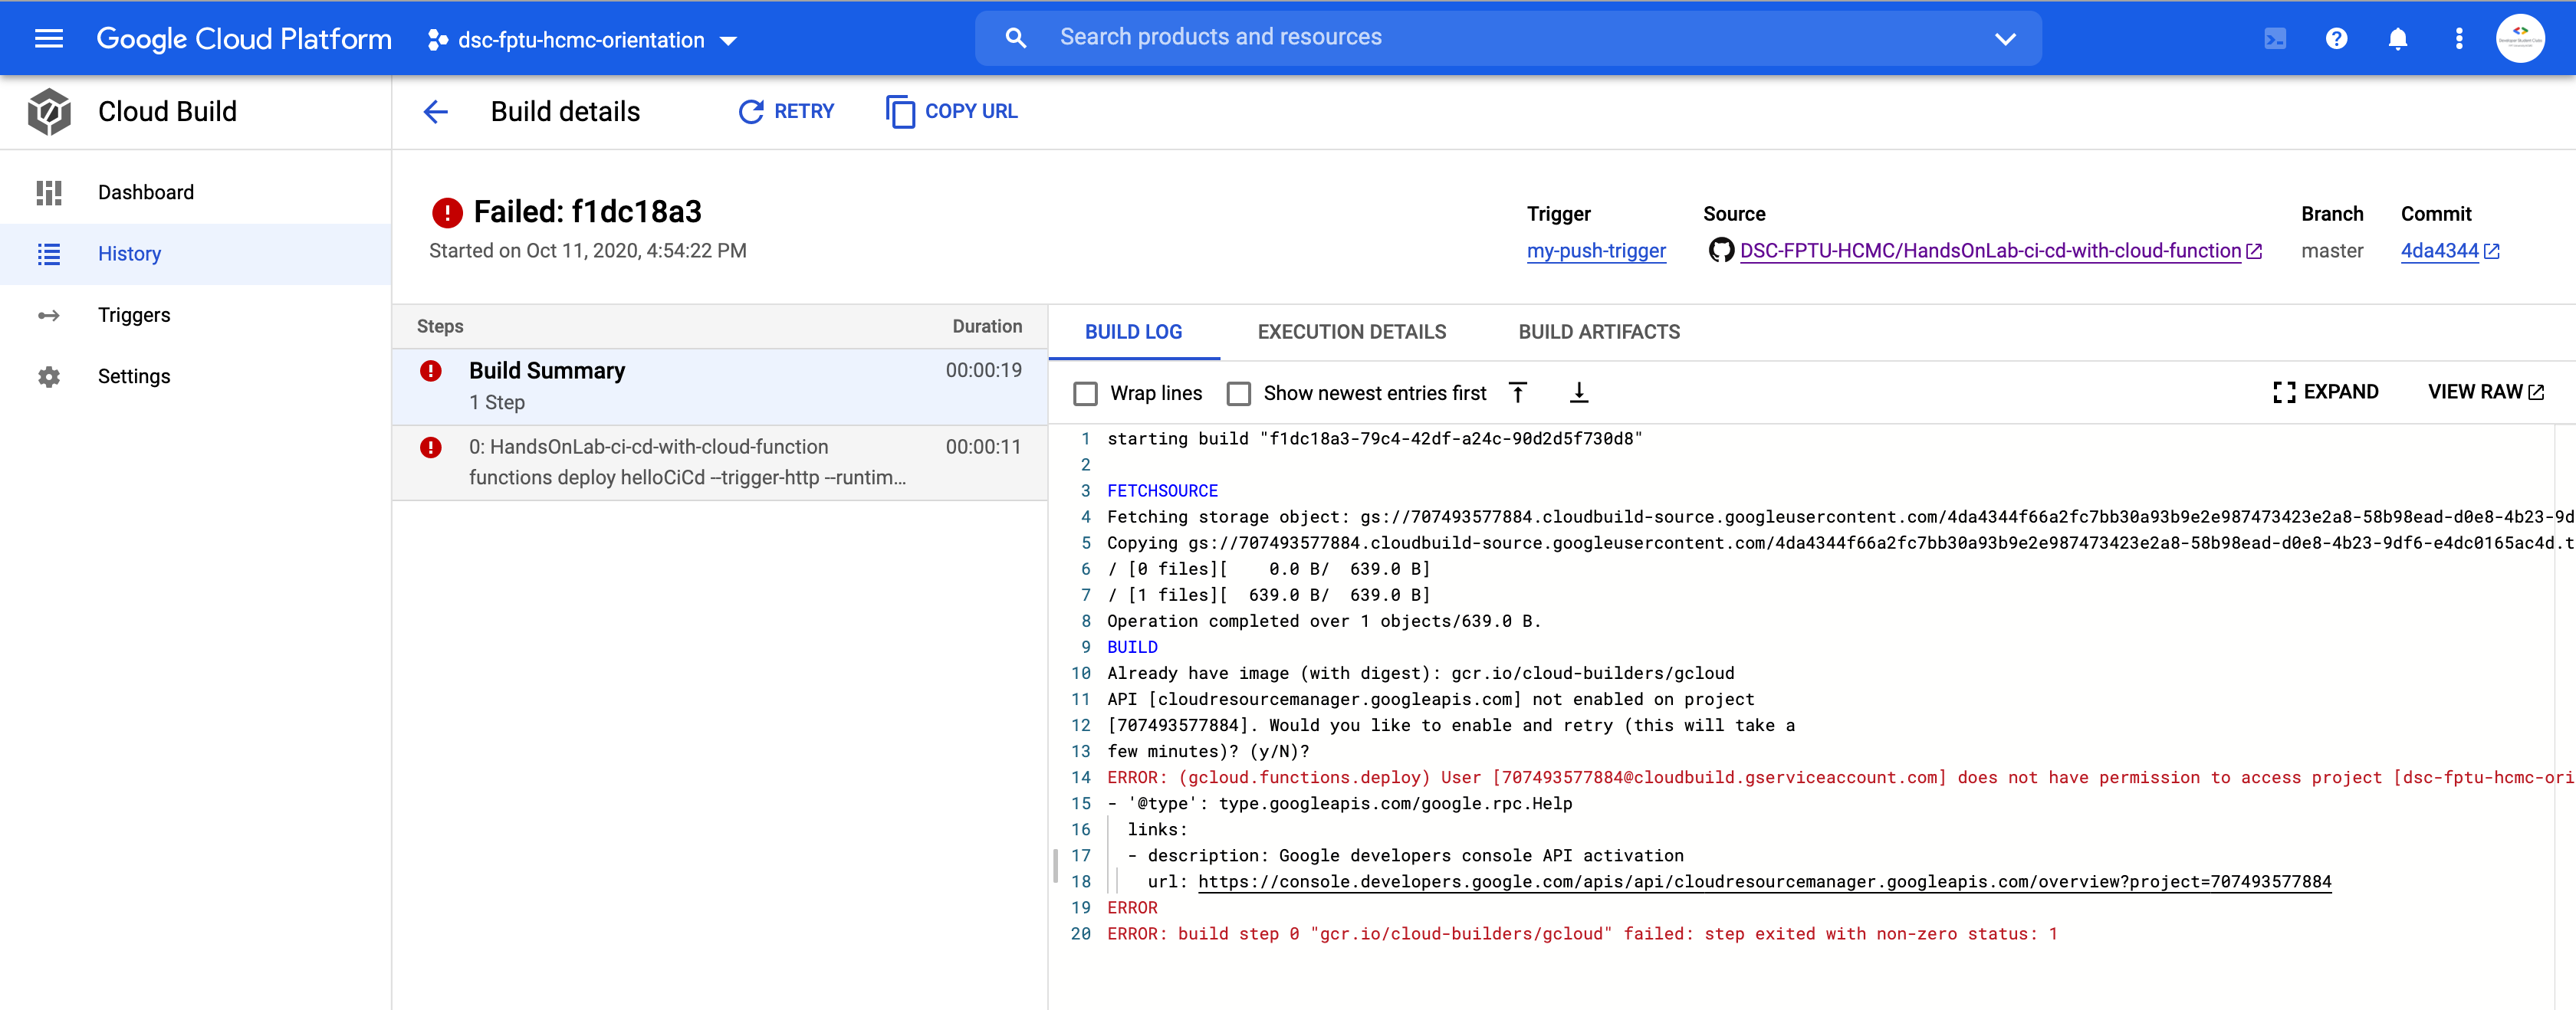 Google Cloud Platform
dsc-fptu-hcmc-orientation
Search products and resources
Cloud Build
Build details
RETRY
COPY URL
Dashboard
History
Triggers
Settings
Failed: f1dc18a3
Started on Oct 11, 2020, 4:54:22 PM
Trigger
my-push-trigger
Source
DSC-FPTU-HCMC/HandsOnLab-ci-cd-with-cloud-function
Branch
master
Commit
4da4344
Steps Duration
Build Summary 00:00:19
1 Step
0: HandsOnLab-ci-cd-with-cloud-function 00:00:11
functions deploy helloCiCd --trigger-http --runtim...
BUILD LOG EXECUTION DETAILS BUILD ARTIFACTS
Wrap lines Show newest entries first EXPAND VIEW RAW
1 starting build "f1dc18a3-79c4-42df-a24c-90d2d5f730d8"
2
3 FETCHSOURCE
4 Fetching storage object: gs://707493577884.cloudbuild-source.googleusercontent.com/4da4344f66a2fc7bb30a93b9e2e987473423e2a8-58b98ead-d0e8-4b23-9d
5 Copying gs://707493577884.cloudbuild-source.googleusercontent.com/4da4344f66a2fc7bb30a93b9e2e987473423e2a8-58b98ead-d0e8-4b23-9df6-e4dc0165ac4d.t
6 / [0 files][    0.0 B/  639.0 B]
7 / [1 files][  639.0 B/  639.0 B]
8 Operation completed over 1 objects/639.0 B.
9 BUILD
10 Already have image (with digest): gcr.io/cloud-builders/gcloud
11 API [cloudresourcemanager.googleapis.com] not enabled on project
12 [707493577884]. Would you like to enable and retry (this will take a
13 few minutes)? (y/N)?
14 ERROR: (gcloud.functions.deploy) User [707493577884@cloudbuild.gserviceaccount.com] does not have permission to access project [dsc-fptu-hcmc-ori
15 - '@type': type.googleapis.com/google.rpc.Help
16 links:
17 - description: Google developers console API activation
18 url: https://console.developers.google.com/apis/api/cloudresourcemanager.googleapis.com/overview?project=707493577884
19 ERROR
20 ERROR: build step 0 "gcr.io/cloud-builders/gcloud" failed: step exited with non-zero status: 1